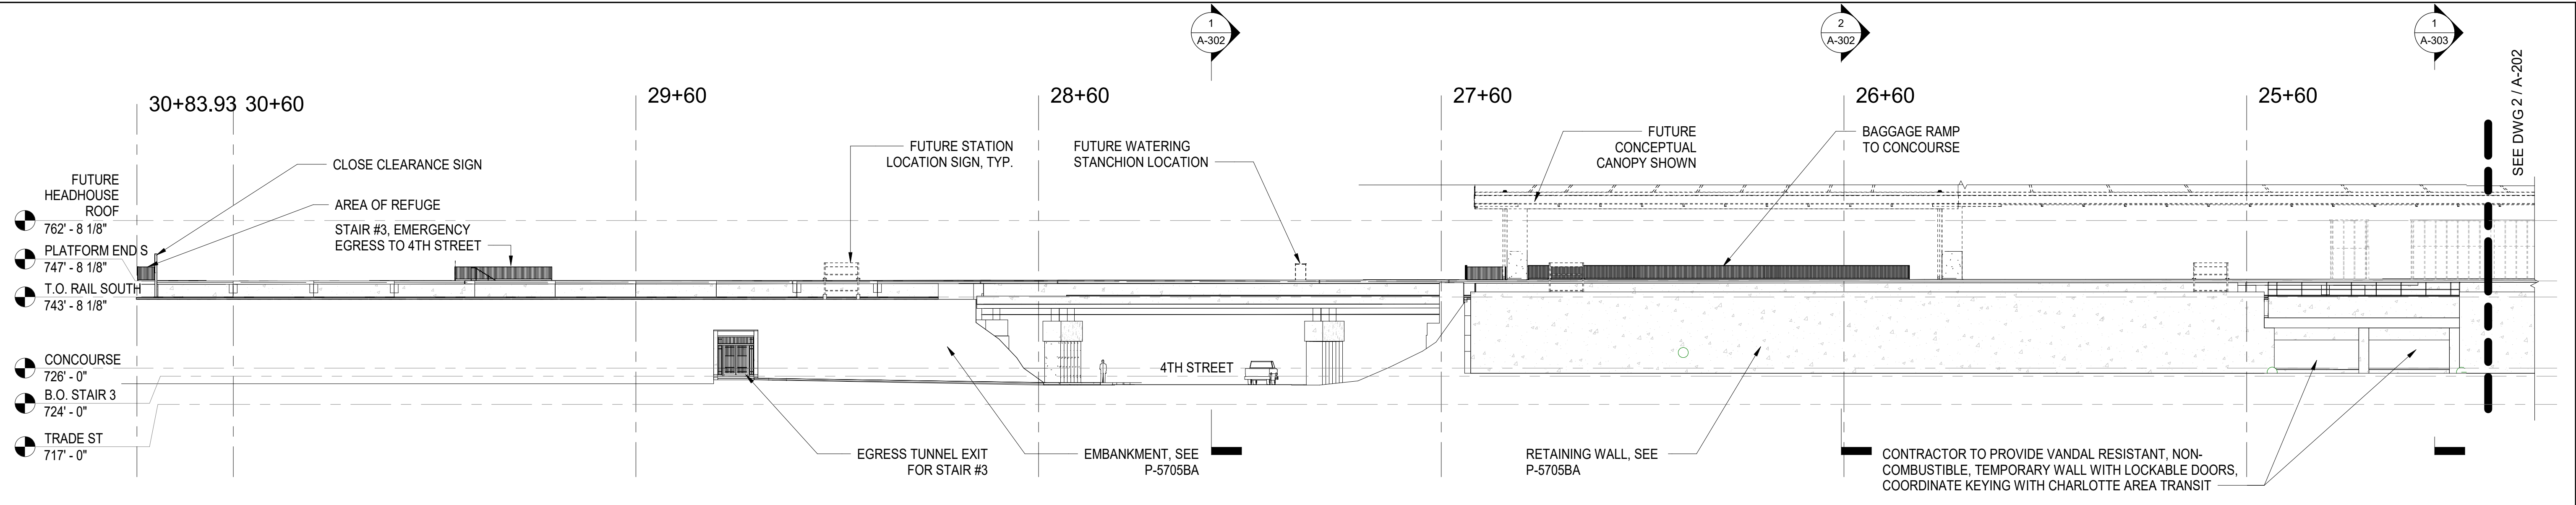 1
A-302
2
A-302
1
A-303
SEE DWG 2 / A-202
30+83.93
30+60
29+60
28+60
27+60
26+60
25+60
CLOSE CLEARANCE SIGN
AREA OF REFUGE
STAIR #3, EMERGENCY
EGRESS TO 4TH STREET
FUTURE STATION
LOCATION SIGN, TYP.
FUTURE WATERING
STANCHION LOCATION
FUTURE
CONCEPTUAL
CANOPY SHOWN
BAGGAGE RAMP
TO CONCOURSE
FUTURE
HEADHOUSE
ROOF
762' - 8 1/8"
PLATFORM END S
747' - 8 1/8"
T.O. RAIL SOUTH
743' - 8 1/8"
CONCOURSE
726' - 0"
B.O. STAIR 3
724' - 0"
TRADE ST
717' - 0"
4TH STREET
EGRESS TUNNEL EXIT
FOR STAIR #3
EMBANKMENT, SEE
P-5705BA
RETAINING WALL, SEE
P-5705BA
CONTRACTOR TO PROVIDE VANDAL RESISTANT, NON-
COMBUSTIBLE, TEMPORARY WALL WITH LOCKABLE DOORS,
COORDINATE KEYING WITH CHARLOTTE AREA TRANSIT